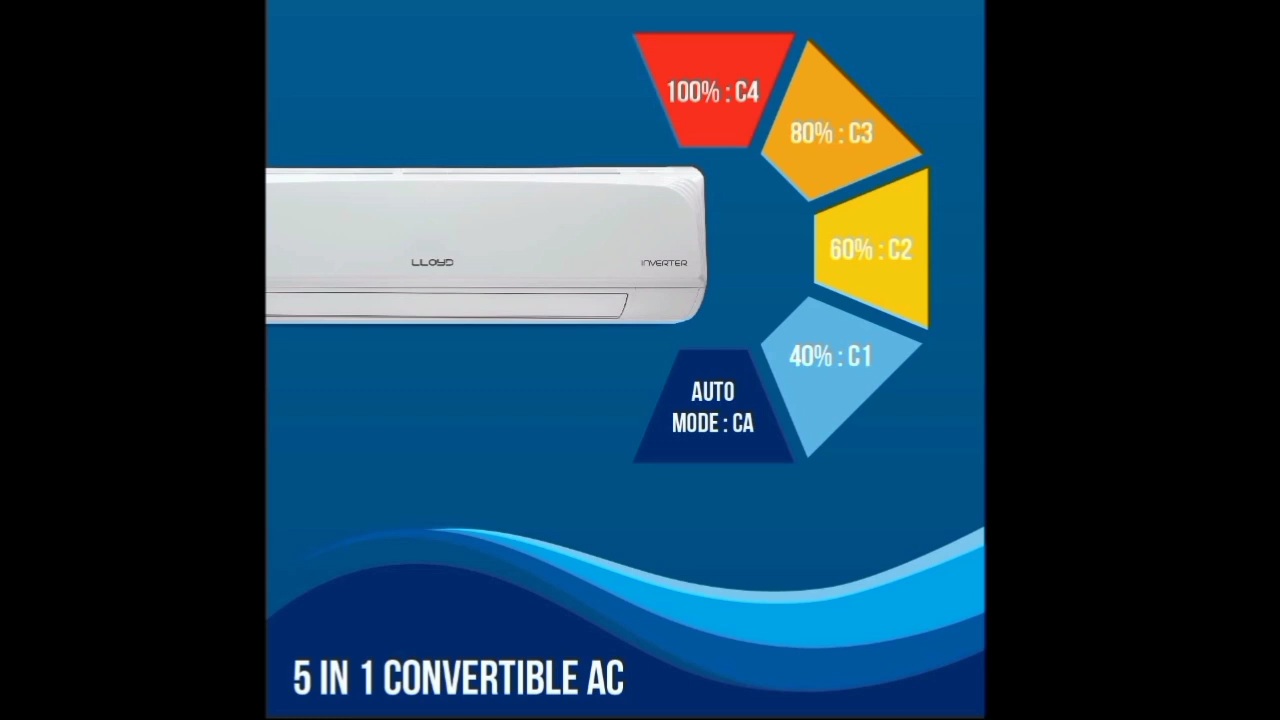 100% : C4
80% : C3
60% : C2
LLOYD
INVERTER
40% : C1
AUTO
MODE : CA
5 IN 1 CONVERTIBLE AC